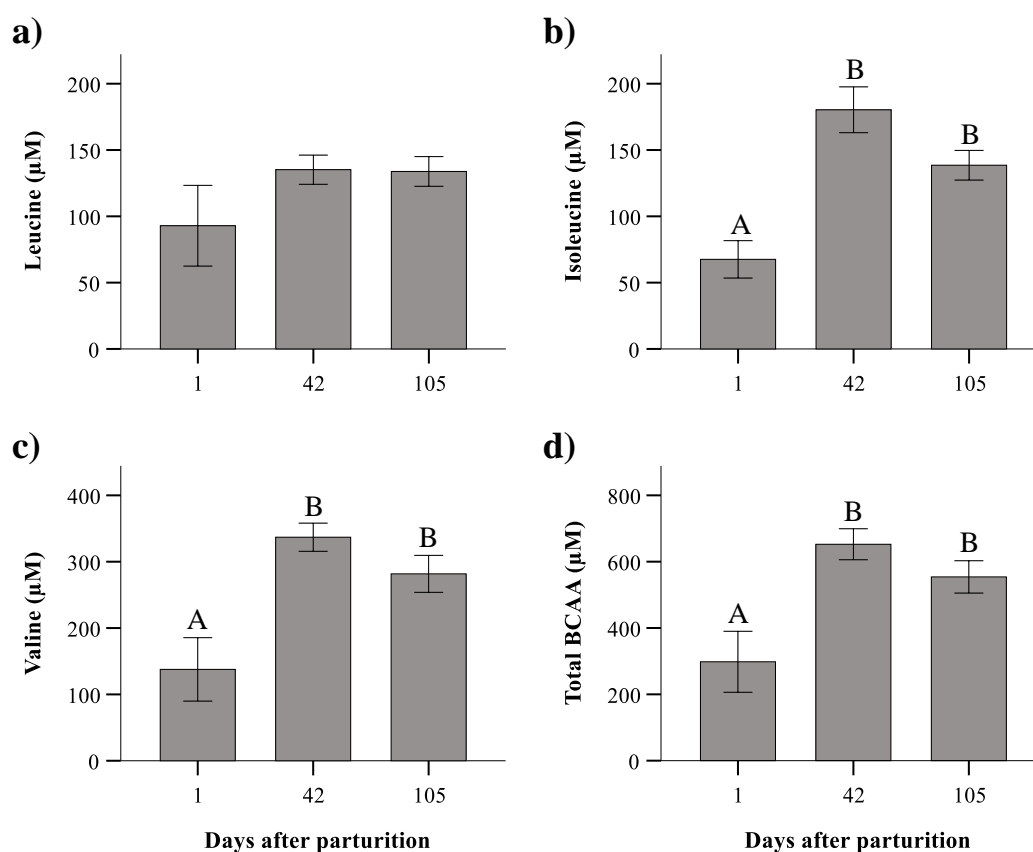 a)
Leucine (µM)
200
150
100
50
0
1 42 105
b)
Isoleucine (µM)
200
150
100
50
0
A B B
1 42 105
c)
Valine (µM)
400
300
200
100
0
A B B
1 42 105
Days after parturition
d)
Total BCAA (µM)
800
600
400
200
0
A B B
1 42 105
Days after parturition